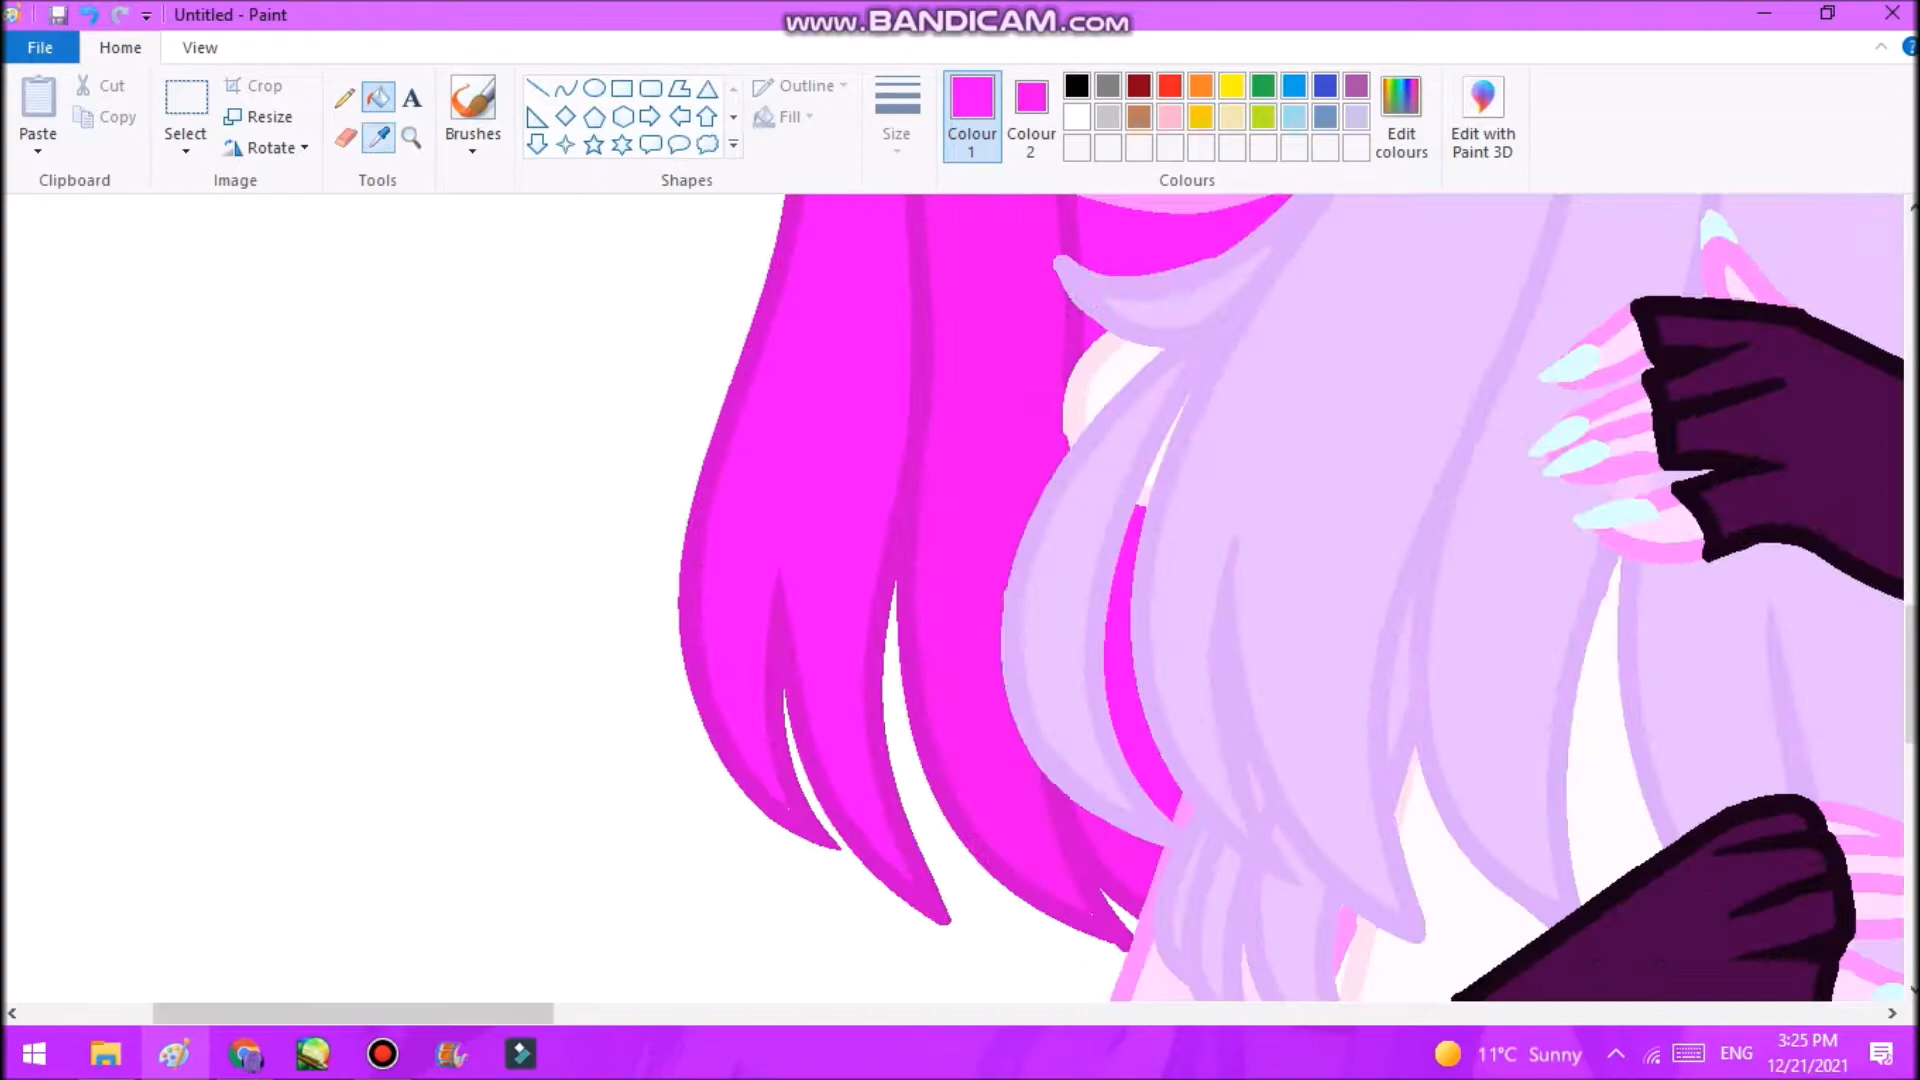 Untitled - Paint
www.BANDICAM.com
File
Home
View
Paste
Cut
Copy
Clipboard
Select
Crop
Resize
Rotate
Image
A
Tools
Brushes
Outline
Fill
Shapes
Size
Colour 1
Colour 2
Edit colours
Colours
Edit with Paint 3D
11°C Sunny
ENG
3:25 PM
12/21/2021